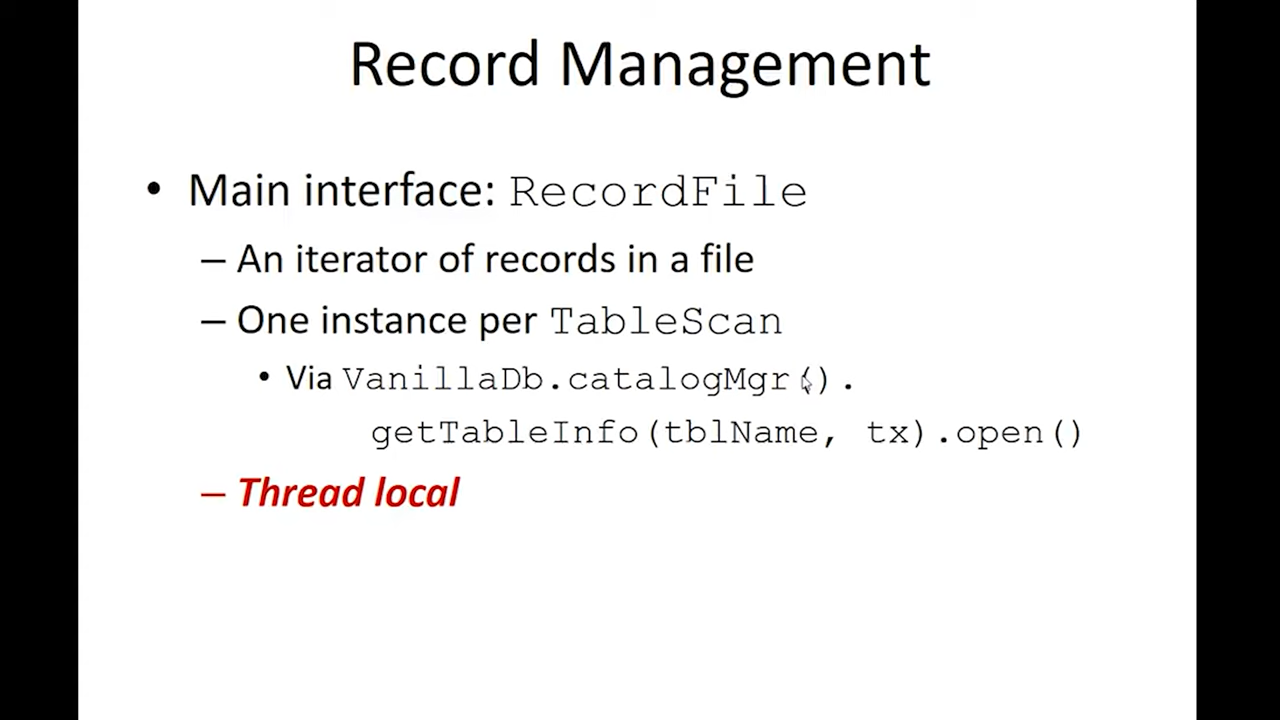 Record Management
• Main interface: RecordFile
– An iterator of records in a file
– One instance per TableScan
• Via VanillaDb.catalogMgr().
getTableInfo(tblName, tx).open()
– Thread local